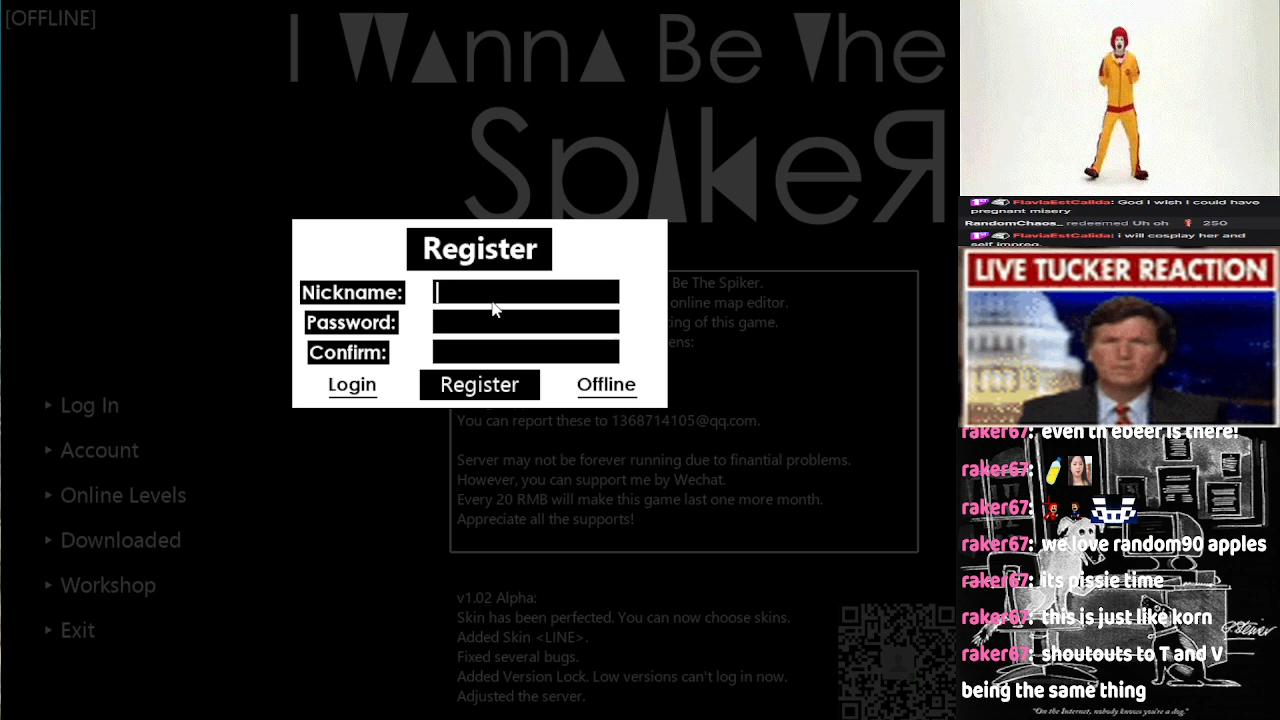 [OFFLINE]
I Wanna Be The
Spiker
Register
Nickname:
Password:
Confirm:
Login
Register
Offline
Be The Spiker.
online map editor.
ing of this game.
ens:
You can report these to 1368714105@qq.com.
Server may not be forever running due to finantial problems.
However, you can support me by Wechat.
Every 20 RMB will make this game last one more month.
Appreciate all the supports!
Log In
Account
Online Levels
Downloaded
Workshop
Exit
v1.02 Alpha:
Skin has been perfected. You can now choose skins.
Added Skin <LINE>.
Fixed several bugs.
Added Version Lock. Low versions can't log in now.
Adjusted the server.
FlaviaEstCalida: God I wish I could have
pregnant misery
RandomChaos_ redeemed Uh oh 250
FlaviaEstCalida: i will cosplay her and
self impreg.
LIVE TUCKER REACTION
raker67: even th ebeer is there!
raker67:
raker67:
raker67: we love random90 apples
raker67: its pissie time
raker67: this is just like korn
raker67: shoutouts to T and V
being the same thing
P. Steiner
"On the Internet, nobody knows you're a dog."